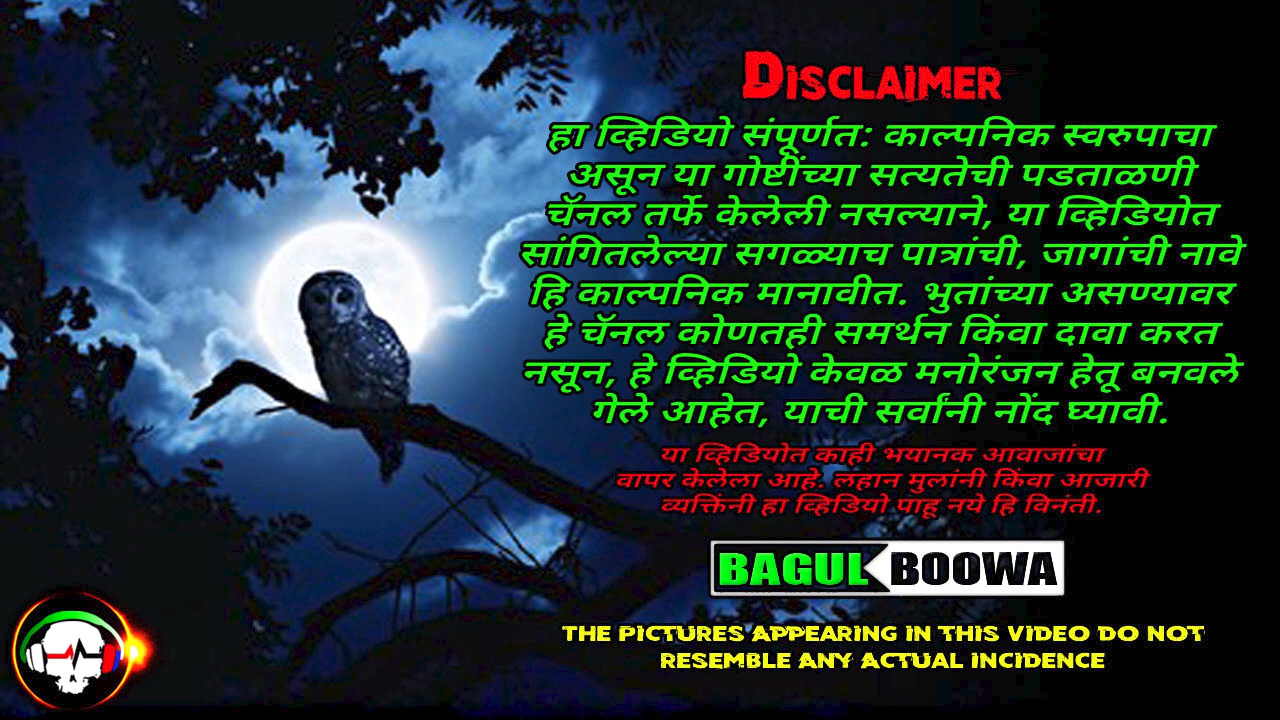 DISCLAIMER
हा व्हिडियो संपूर्णत: काल्पनिक स्वरुपाचा
असून या गोष्टींच्या सत्यतेची पडताळणी
चॅनल तर्फे केलेली नसल्याने, या व्हिडियोत
सांगितलेल्या सगळ्याच पात्रांची, जागांची नावे
हि काल्पनिक मानावीत. भुतांच्या असण्यावर
हे चॅनल कोणतही समर्थन किंवा दावा करत
नसून, हे व्हिडियो केवळ मनोरंजन हेतू बनवले
गेले आहेत, याची सर्वांनी नोंद घ्यावी.
या व्हिडियोत काही भयानक आवाजांचा
वापर केलेला आहे. लहान मुलांनी किंवा आजारी
व्यक्तिंनी हा व्हिडियो पाहू नये हि विनंती.
BAGUL BOOWA
THE PICTURES APPEARING IN THIS VIDEO DO NOT
RESEMBLE ANY ACTUAL INCIDENCE